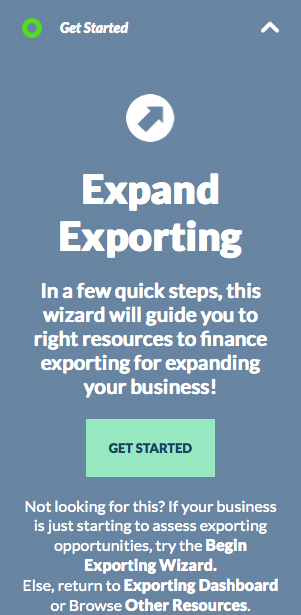 Get Started
Expand
Exporting
In a few quick steps, this
wizard will guide you to
right resources to finance
exporting for expanding
your business!
GET STARTED
Not looking for this? If your business
is just starting to assess exporting
opportunities, try the Begin
Exporting Wizard.
Else, return to Exporting Dashboard
or Browse Other Resources.